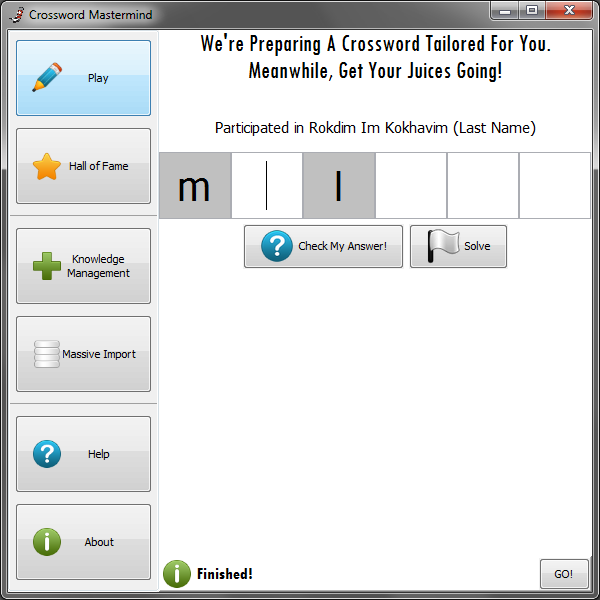 Crossword Mastermind
Play
Hall of Fame
Knowledge
Management
Massive Import
Help
About
We're Preparing A Crossword Tailored For You.
Meanwhile, Get Your Juices Going!
Participated in Rokdim Im Kokhavim (Last Name)
m l
Check My Answer!
Solve
Finished!
GO!